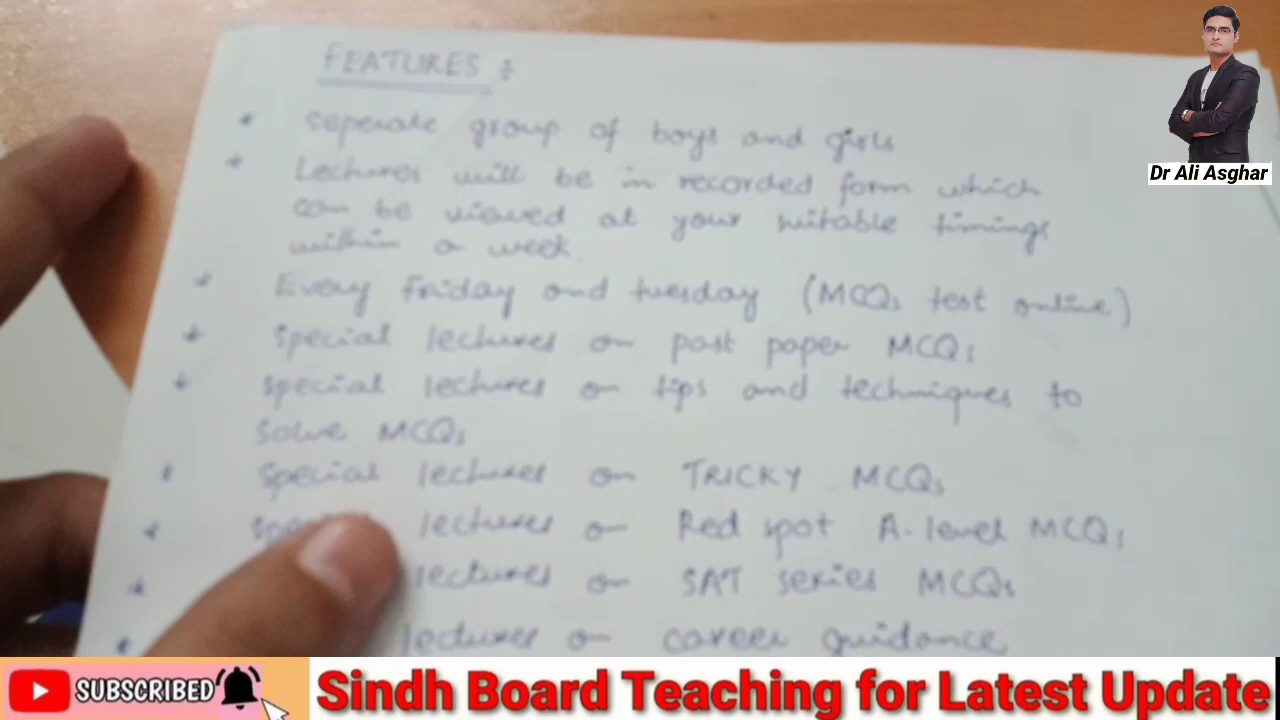 FEATURES :
Dr Ali Asghar
* seperate group of boys and girls
* Lectures will be in recorded form which
can be viewed at your suitable timings
within a week.
* Every Friday and tuesday (MCQs test online)
* special lectures on past paper MCQs
* special lectures on tips and techniques to
solve MCQs
* special lectures on TRICKY MCQs
* lectures on Red spot A-level MCQs
* lectures on SAT series MCQs
* lectures on career guidance
SUBSCRIBED
Sindh Board Teaching for Latest Update